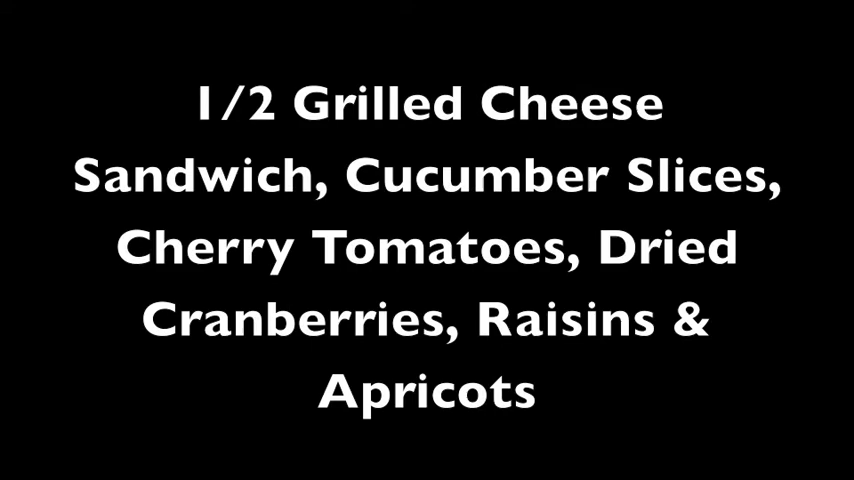 1/2 Grilled Cheese
Sandwich, Cucumber Slices,
Cherry Tomatoes, Dried
Cranberries, Raisins &
Apricots